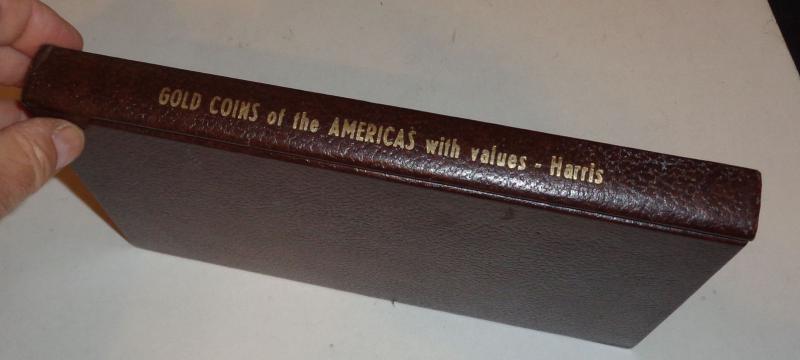 GOLD COINS of the AMERICAS with values - Harris